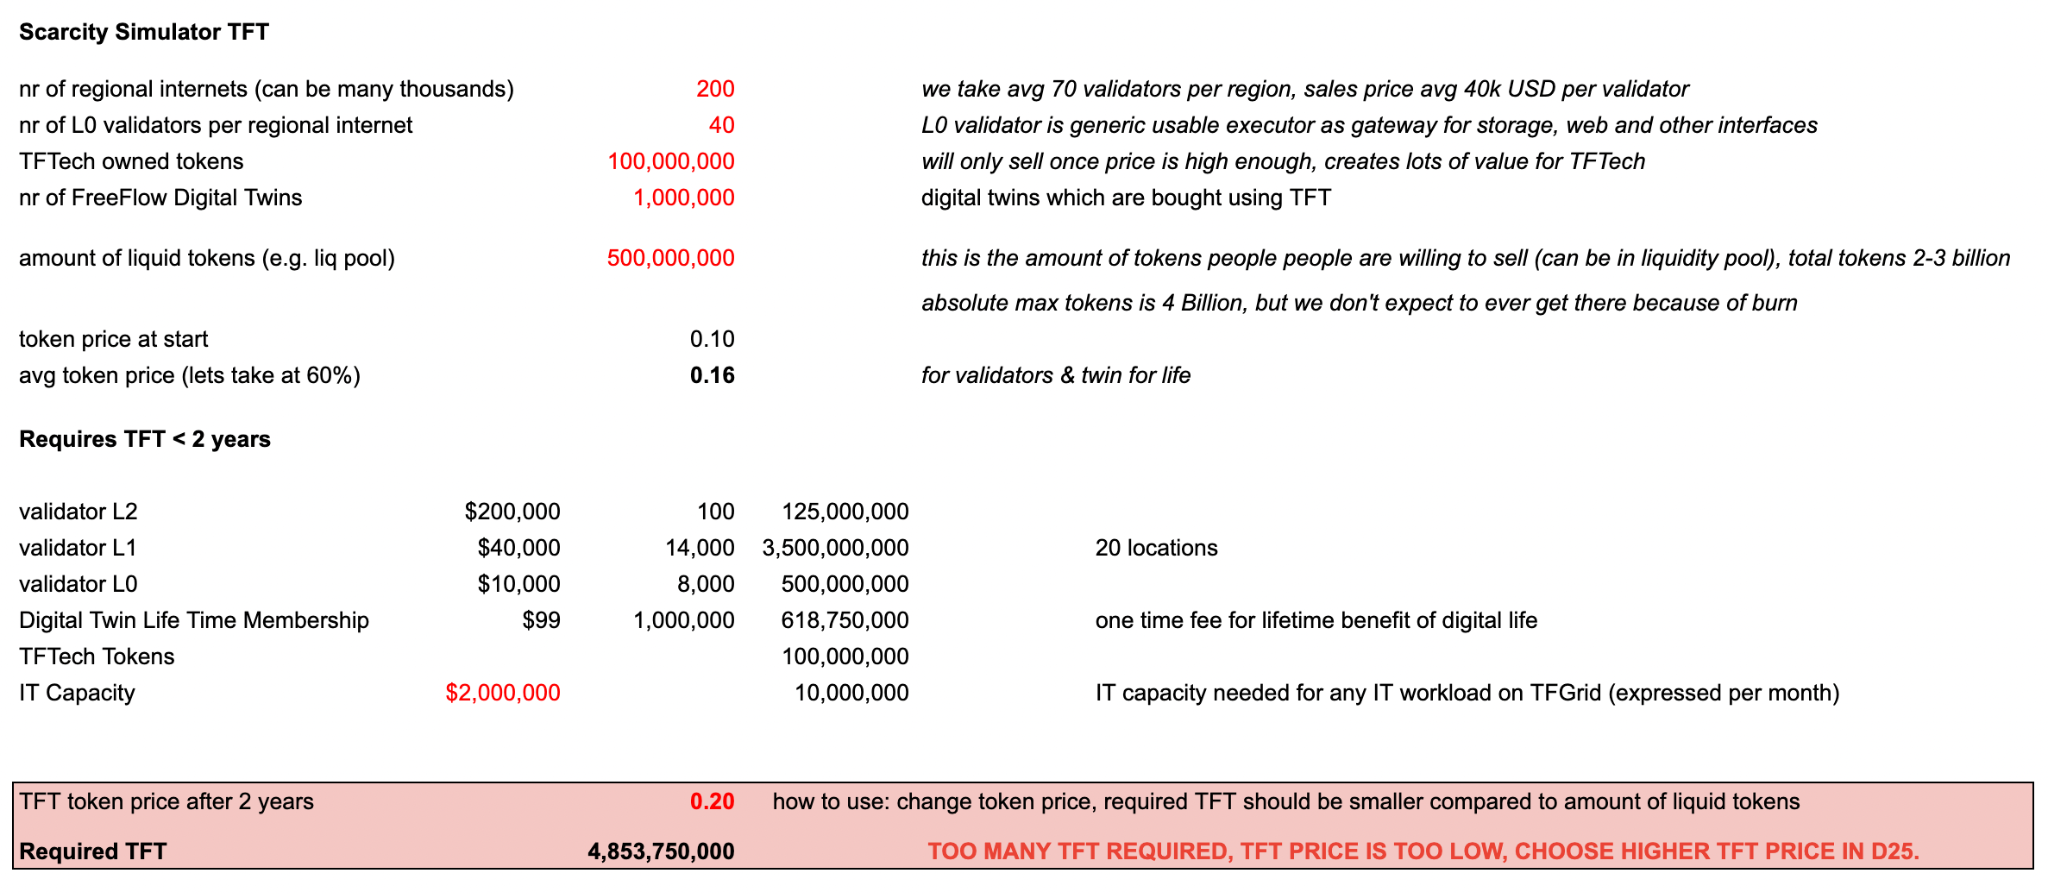 Scarcity Simulator TFT
nr of regional internets (can be many thousands) 200 we take avg 70 validators per region, sales price avg 40k USD per validator
nr of L0 validators per regional internet 40 L0 validator is generic usable executor as gateway for storage, web and other interfaces
TFTech owned tokens 100,000,000 will only sell once price is high enough, creates lots of value for TFTech
nr of FreeFlow Digital Twins 1,000,000 digital twins which are bought using TFT
amount of liquid tokens (e.g. liq pool) 500,000,000 this is the amount of tokens people people are willing to sell (can be in liquidity pool), total tokens 2-3 billion
absolute max tokens is 4 Billion, but we don't expect to ever get there because of burn
token price at start 0.10
avg token price (lets take at 60%) 0.16 for validators & twin for life
Requires TFT < 2 years
validator L2 $200,000 100 125,000,000
validator L1 $40,000 14,000 3,500,000,000 20 locations
validator L0 $10,000 8,000 500,000,000
Digital Twin Life Time Membership $99 1,000,000 618,750,000 one time fee for lifetime benefit of digital life
TFTech Tokens 100,000,000
IT Capacity $2,000,000 10,000,000 IT capacity needed for any IT workload on TFGrid (expressed per month)
TFT token price after 2 years 0.20 how to use: change token price, required TFT should be smaller compared to amount of liquid tokens
Required TFT 4,853,750,000 TOO MANY TFT REQUIRED, TFT PRICE IS TOO LOW, CHOOSE HIGHER TFT PRICE IN D25.